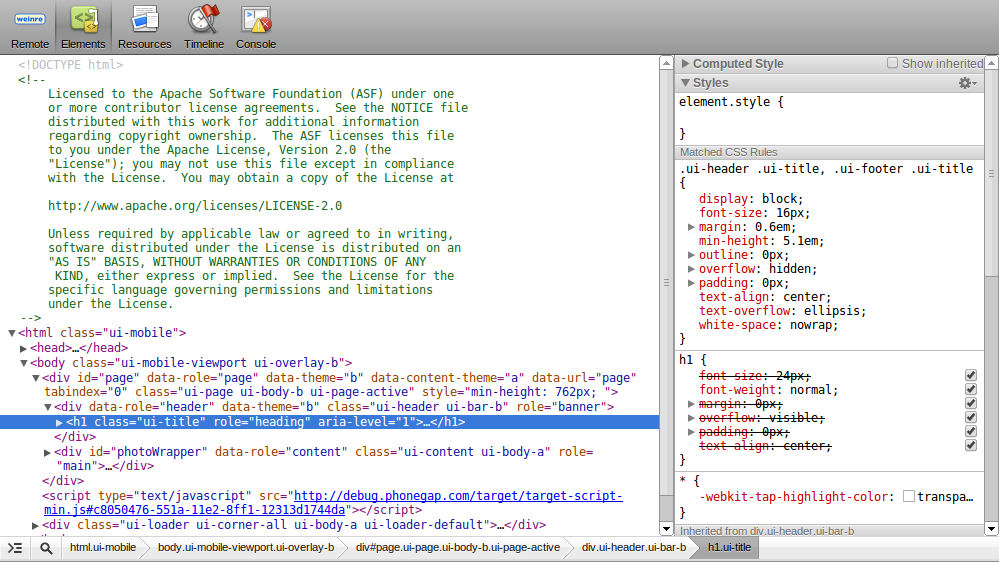 weinre
Remote
Elements
Resources
Timeline
Console
<!DOCTYPE html>
<!--
Licensed to the Apache Software Foundation (ASF) under one
or more contributor license agreements.  See the NOTICE file
distributed with this work for additional information
regarding copyright ownership.  The ASF licenses this file
to you under the Apache License, Version 2.0 (the
"License"); you may not use this file except in compliance
with the License.  You may obtain a copy of the License at
http://www.apache.org/licenses/LICENSE-2.0
Unless required by applicable law or agreed to in writing,
software distributed under the License is distributed on an
"AS IS" BASIS, WITHOUT WARRANTIES OR CONDITIONS OF ANY
KIND, either express or implied.  See the License for the
specific language governing permissions and limitations
under the License.
-->
<html class="ui-mobile">
<head>…</head>
<body class="ui-mobile-viewport ui-overlay-b">
<div id="page" data-role="page" data-theme="b" data-content-theme="a" data-url="page"
tabindex="0" class="ui-page ui-body-b ui-page-active" style="min-height: 762px; ">
<div data-role="header" data-theme="b" class="ui-header ui-bar-b" role="banner">
<h1 class="ui-title" role="heading" aria-level="1">…</h1>
</div>
<div id="photoWrapper" data-role="content" class="ui-content ui-body-a" role=
"main">…</div>
</div>
<script type="text/javascript" src="http://debug.phonegap.com/target/target-script-
min.js#c8050476-551a-11e2-8ff1-12313d1744da"></script>
<div class="ui-loader ui-corner-all ui-body-a ui-loader-default">…</div>
Computed Style
Show inherited
Styles
element.style {
}
Matched CSS Rules
.ui-header .ui-title, .ui-footer .ui-title
{
display: block;
font-size: 16px;
margin: 0.6em;
min-height: 5.1em;
outline: 0px;
overflow: hidden;
padding: 0px;
text-align: center;
text-overflow: ellipsis;
white-space: nowrap;
}
h1 {
font-size: 24px;
font-weight: normal;
margin: 0px;
overflow: visible;
padding: 0px;
text-align: center;
}
* {
-webkit-tap-highlight-color: transpa…
}
Inherited from div.ui-header.ui-bar-b
html.ui-mobile
body.ui-mobile-viewport.ui-overlay-b
div#page.ui-page.ui-body-b.ui-page-active
div.ui-header.ui-bar-b
h1.ui-title